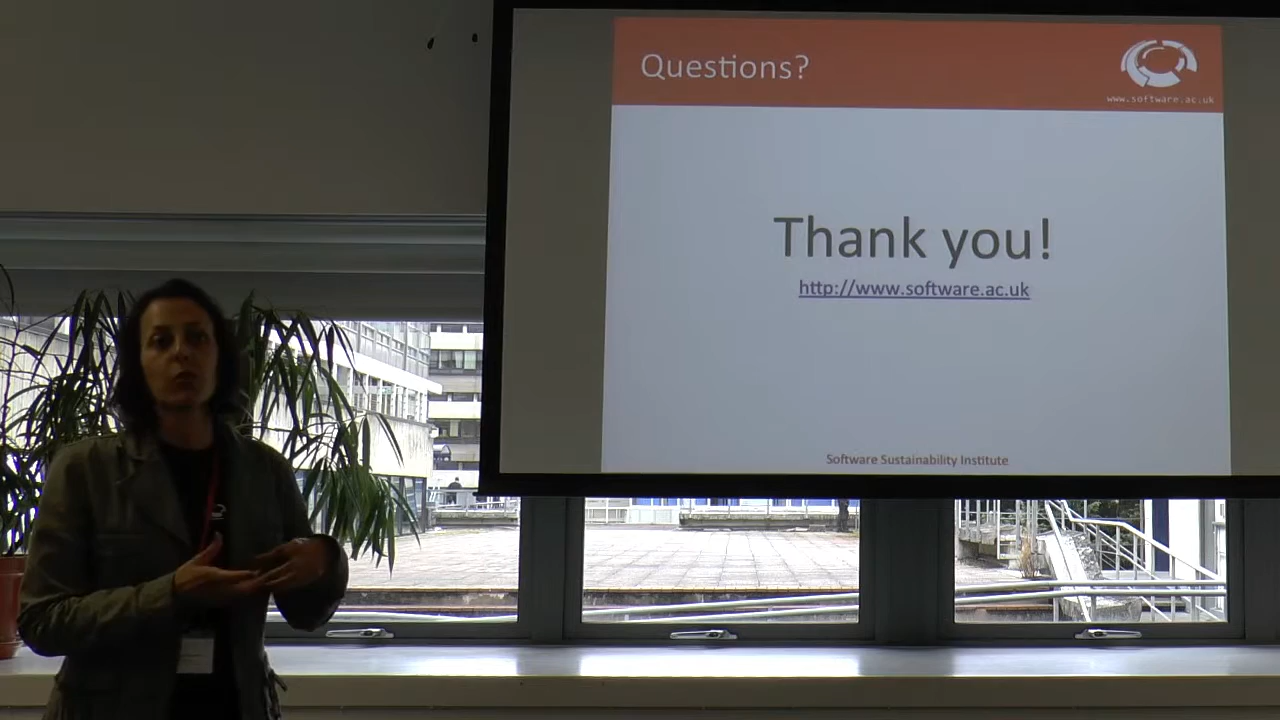 Questions?
www.software.ac.uk
Thank you!
http://www.software.ac.uk
Software Sustainability Institute